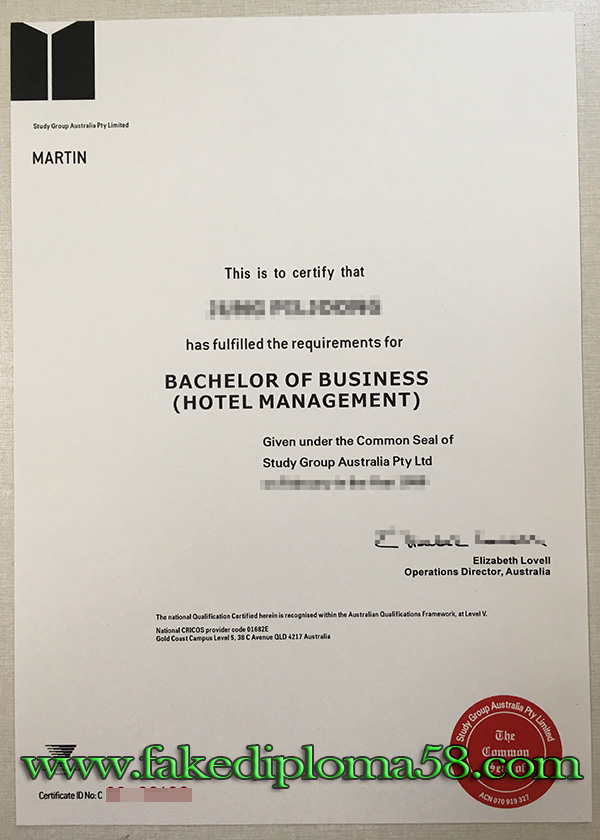 Study Group Australia Pty Limited
MARTIN
This is to certify that
has fulfilled the requirements for
BACHELOR OF BUSINESS
(HOTEL MANAGEMENT)
Given under the Common Seal of
Study Group Australia Pty Ltd
Elizabeth Lovell
Operations Director, Australia
The national Qualification Certified herein is recognised within the Australian Qualifications Framework, at Level V.
National CRICOS provider code 01682E
Gold Coast Campus Level 5, 38 C Avenue QLD 4217 Australia
Study Group Australia Pty Limited
The
Common
Seal of
ACN 070 919 327
www.fakediploma58.com
Certificate ID No: C